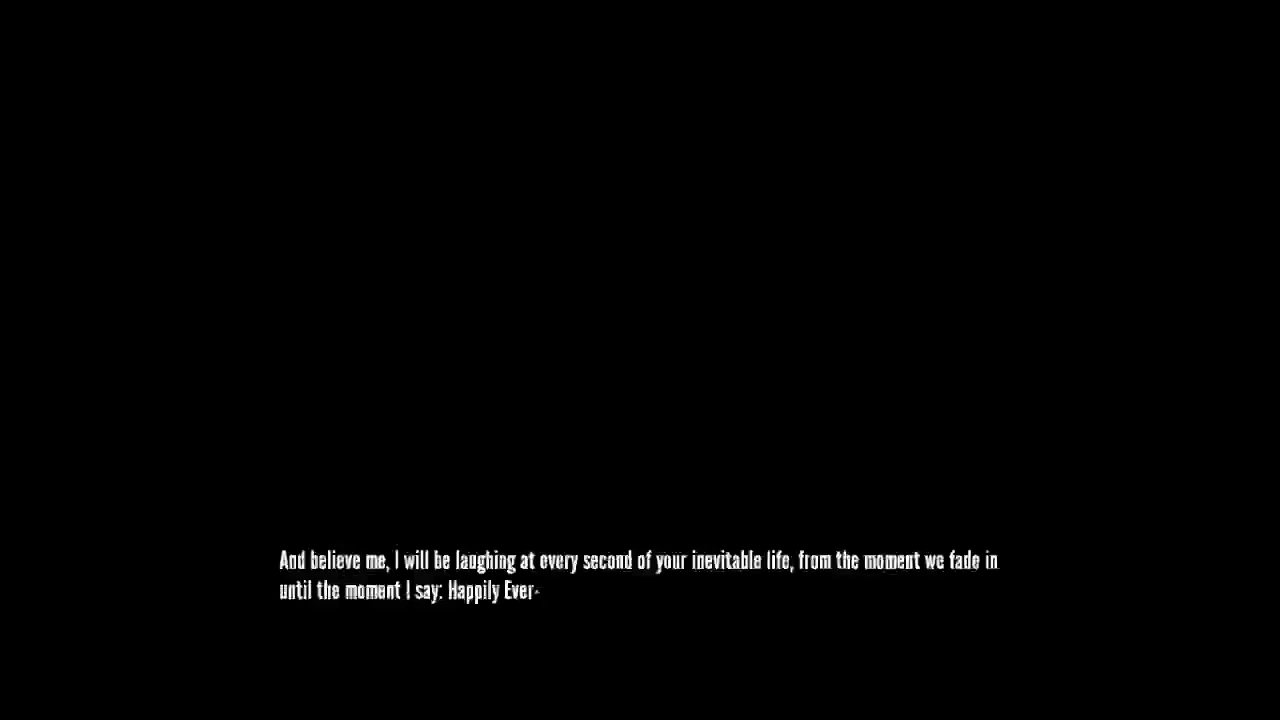 And believe me, I will be laughing at every second of your inevitable life, from the moment we fade in
until the moment I say: Happily Ever-